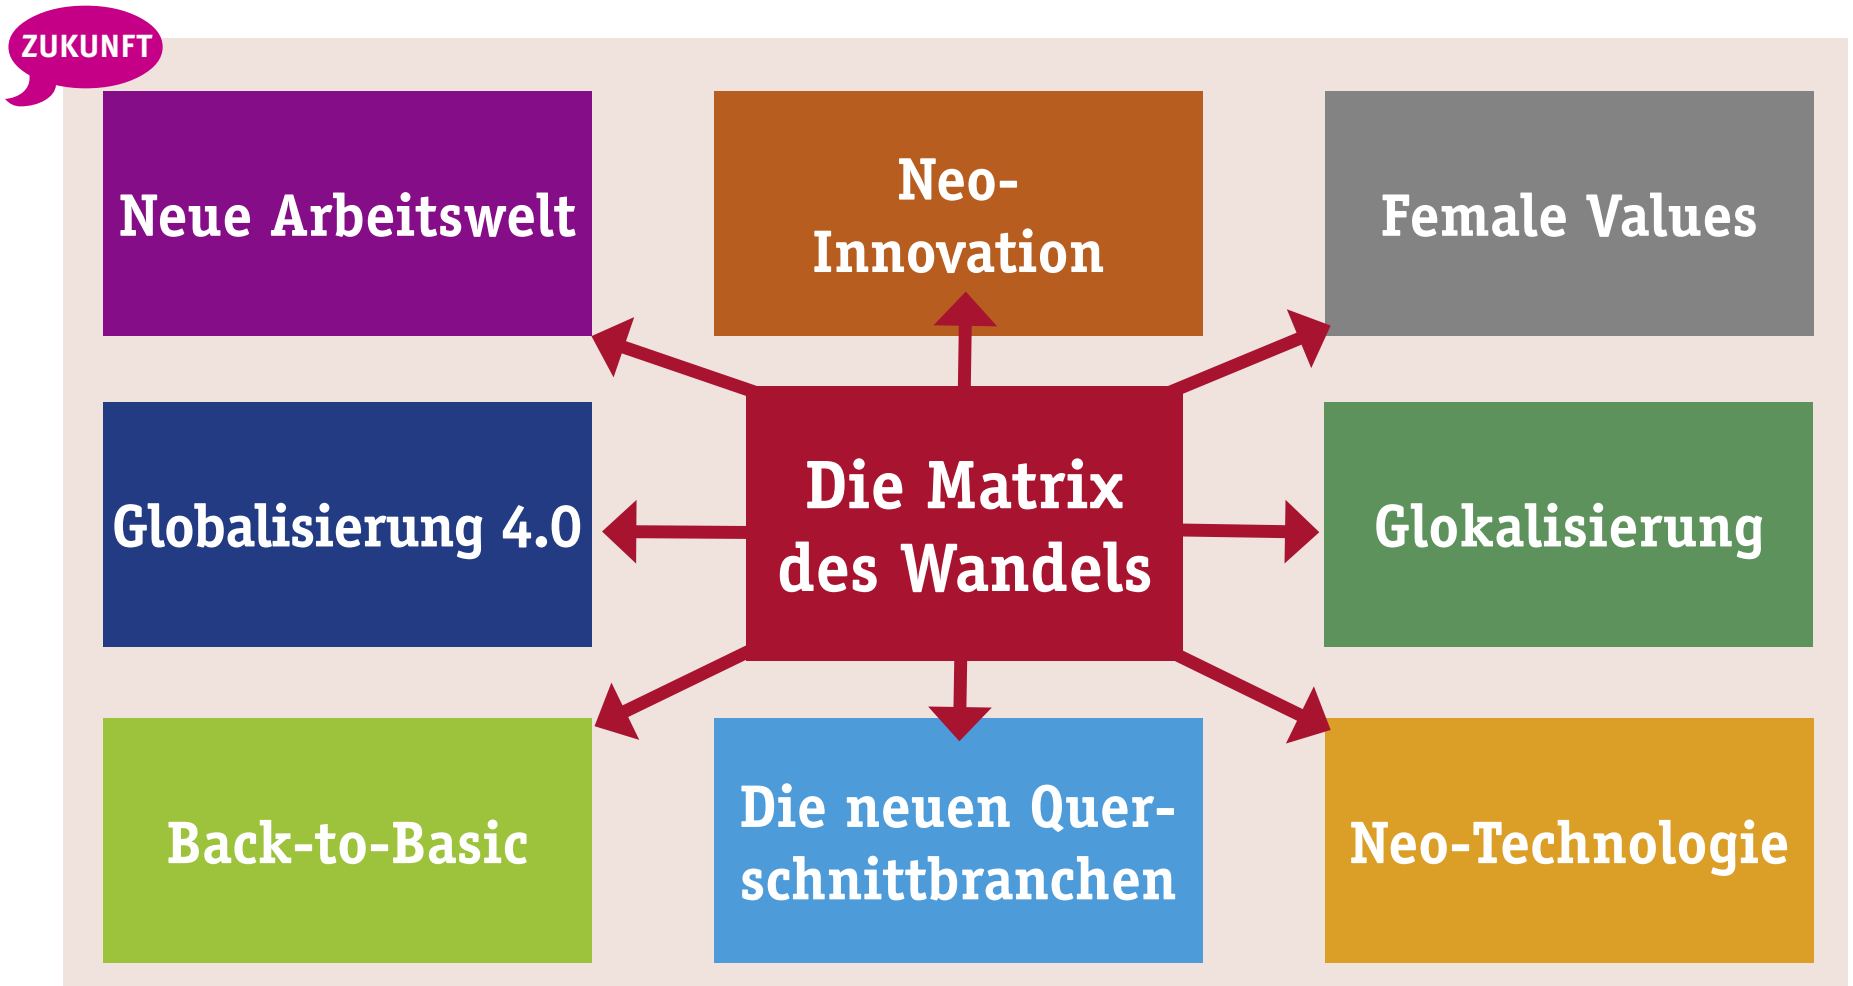 ZUKUNFT
Neue Arbeitswelt
Neo-
Innovation
Female Values
Globalisierung 4.0
Die Matrix
des Wandels
Glokalisierung
Back-to-Basic
Die neuen Quer-
schnittbranchen
Neo-Technologie